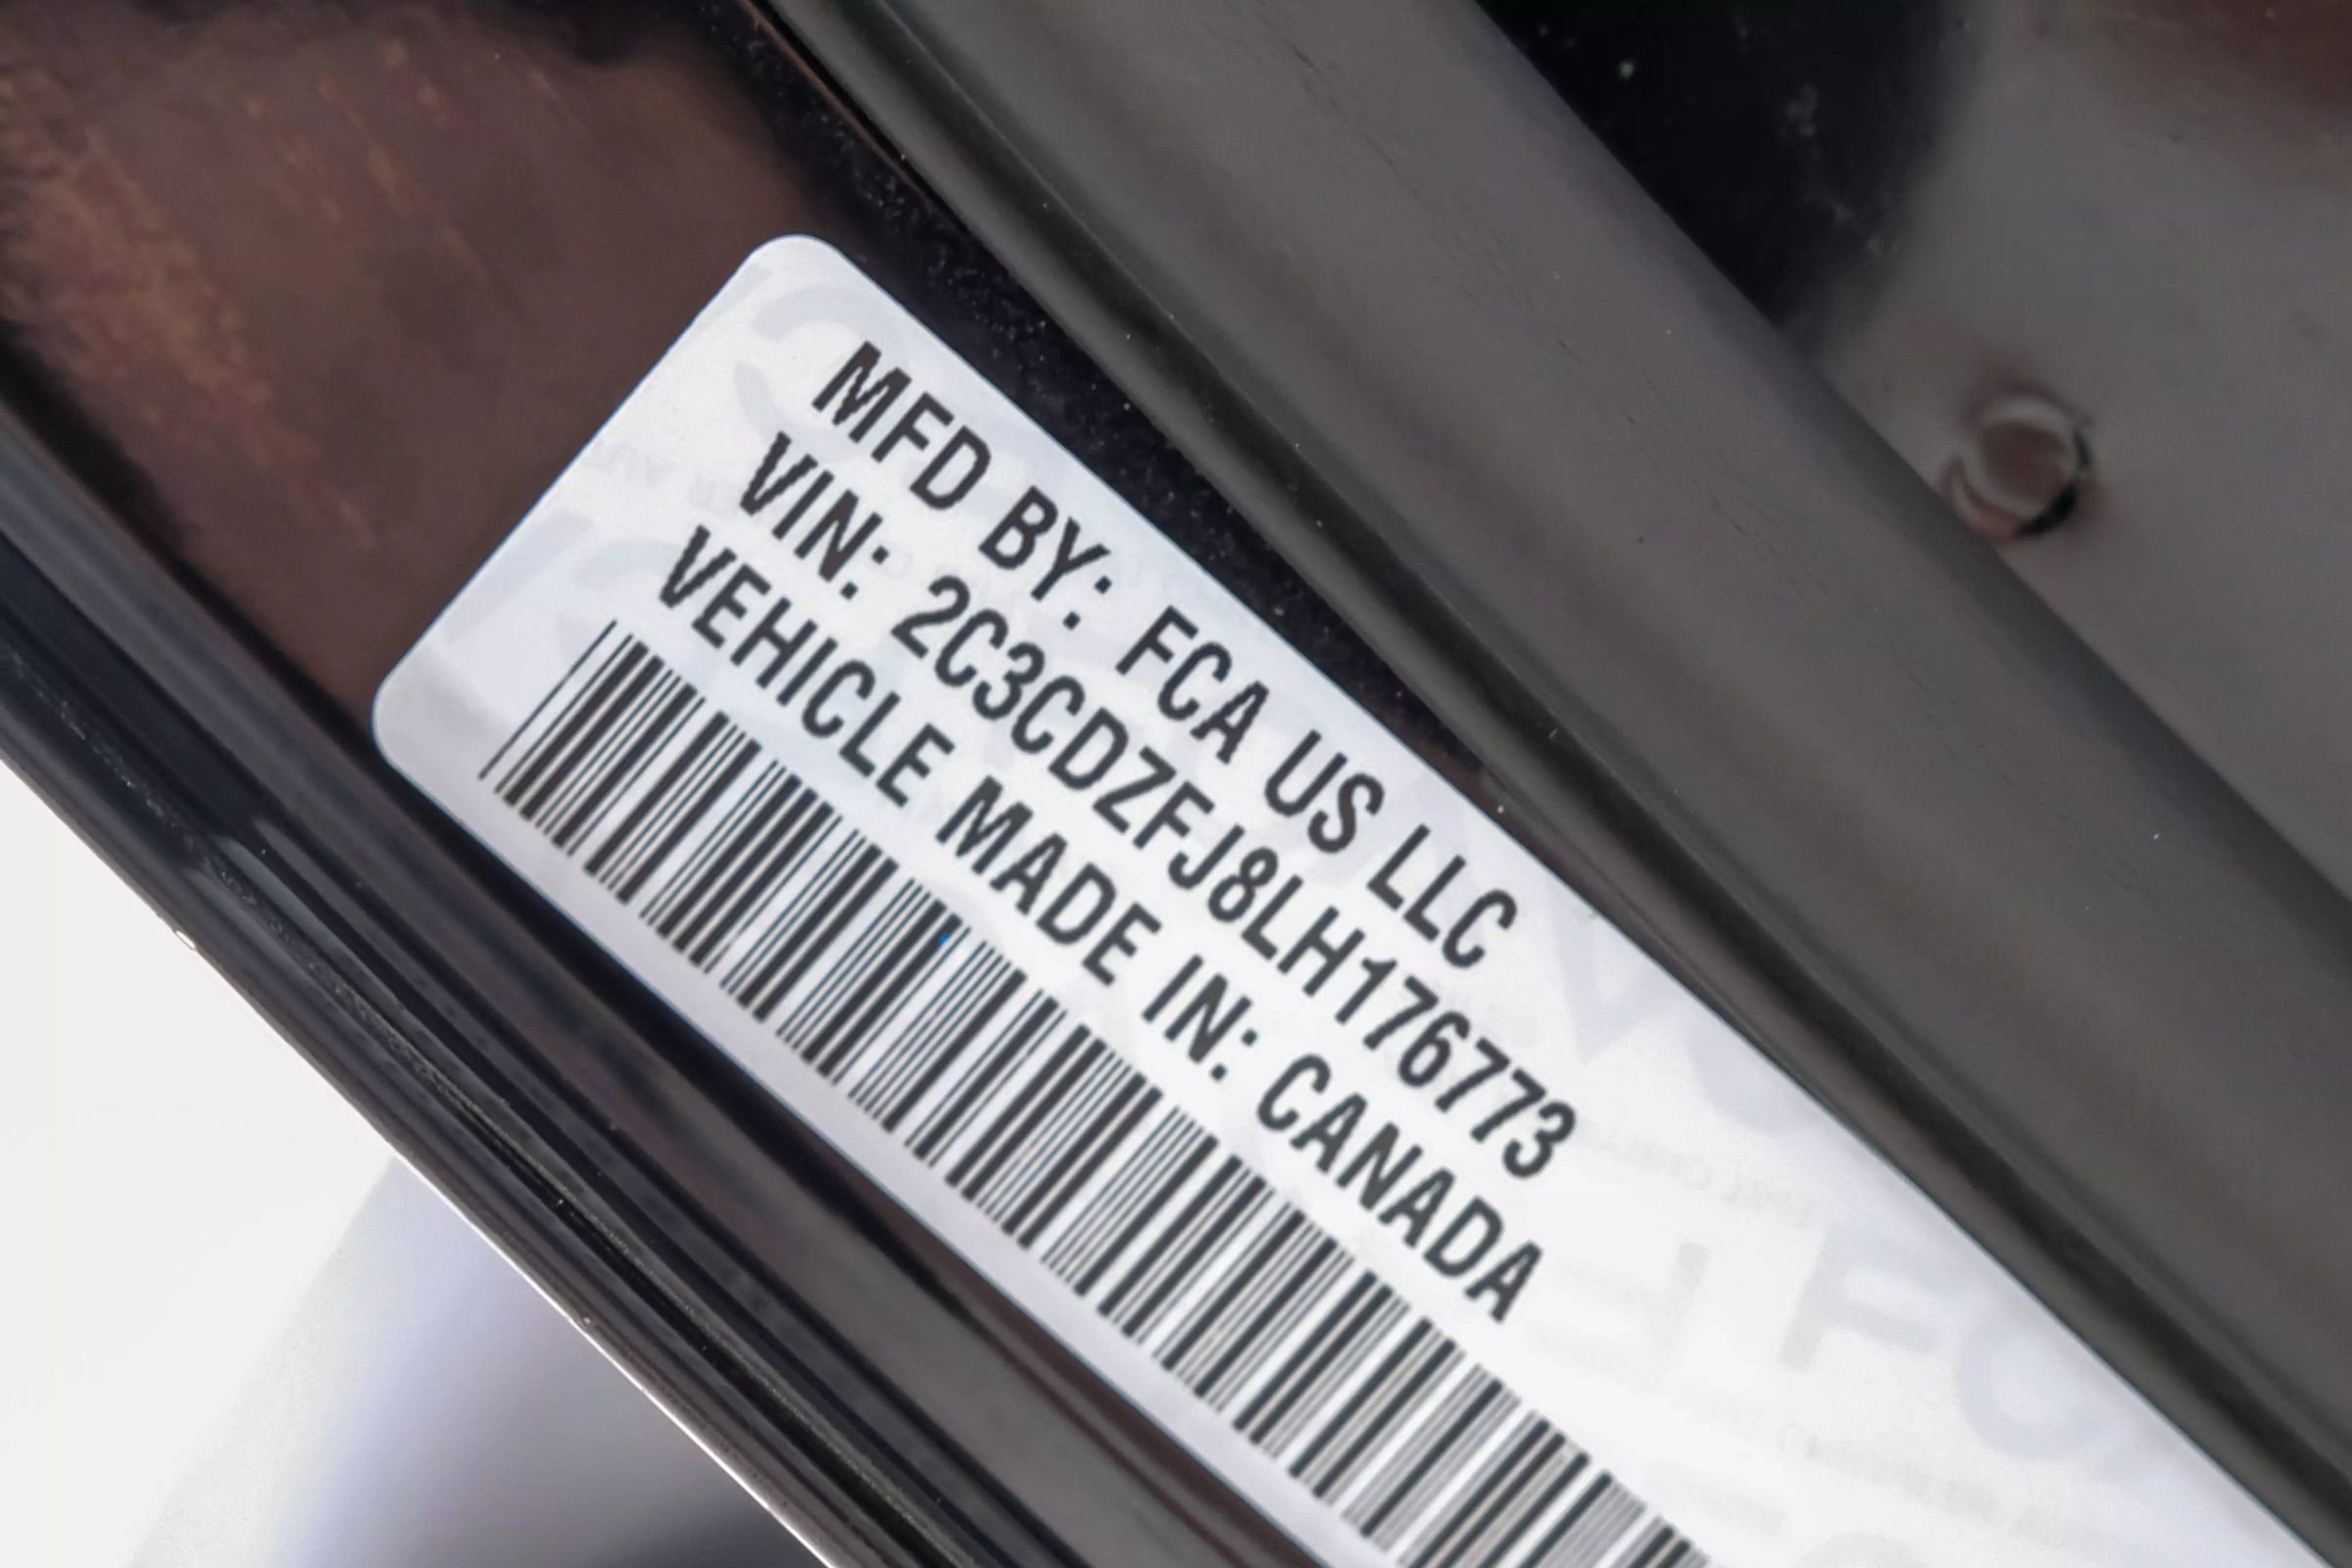 MFD BY: FCA US LLC
VIN: 2C3CDZFJ8LH176773
VEHICLE MADE IN: CANADA